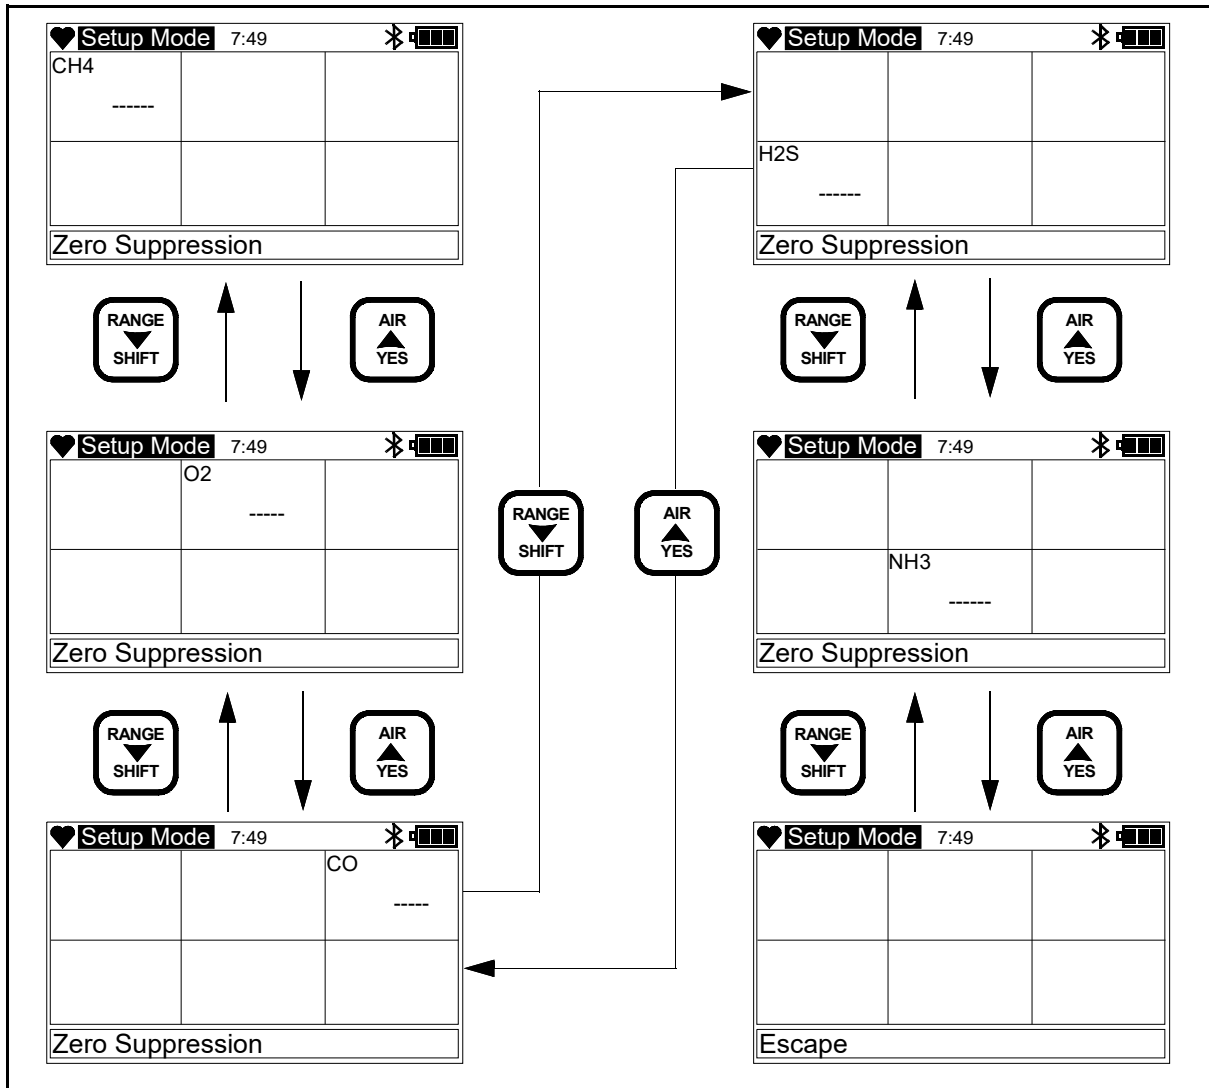 Setup Mode 7:49
CH4
------
Zero Suppression
RANGE
SHIFT
AIR
YES
Setup Mode 7:49
O2
-----
Zero Suppression
RANGE
SHIFT
AIR
YES
Setup Mode 7:49
CO
-----
Zero Suppression
RANGE
SHIFT
AIR
YES
Setup Mode 7:49
H2S
------
Zero Suppression
RANGE
SHIFT
AIR
YES
Setup Mode 7:49
NH3
------
Zero Suppression
RANGE
SHIFT
AIR
YES
Setup Mode 7:49
Escape